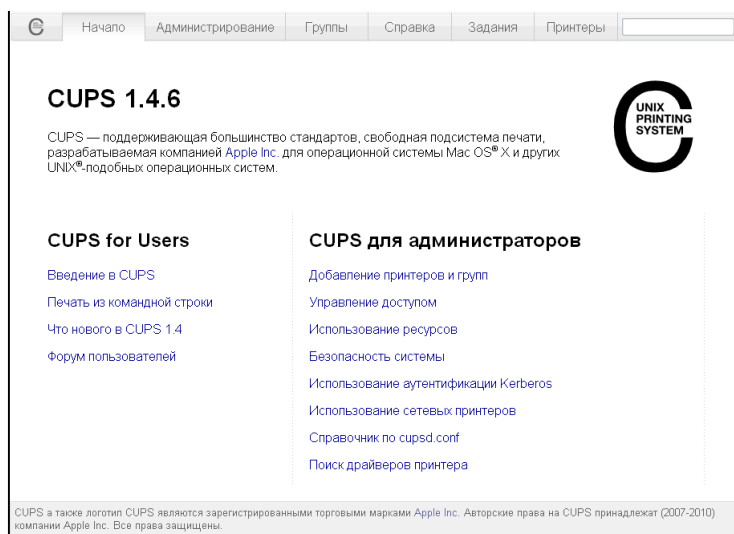 Начало Администрирование Группы Справка Задания Принтеры
CUPS 1.4.6
UNIX
PRINTING
SYSTEM
CUPS — поддерживающая большинство стандартов, свободная подсистема печати,
разрабатываемая компанией Apple Inc. для операционной системы Mac OS® X и других
UNIX®-подобных операционных систем.
CUPS for Users
Введение в CUPS
Печать из командной строки
Что нового в CUPS 1.4
Форум пользователей
CUPS для администраторов
Добавление принтеров и групп
Управление доступом
Использование ресурсов
Безопасность системы
Использование аутентификации Kerberos
Использование сетевых принтеров
Справочник по cupsd.conf
Поиск драйверов принтера
CUPS а также логотип CUPS являются зарегистрированными торговыми марками Apple Inc. Авторские права на CUPS принадлежат (2007-2010)
компании Apple Inc. Все права защищены.